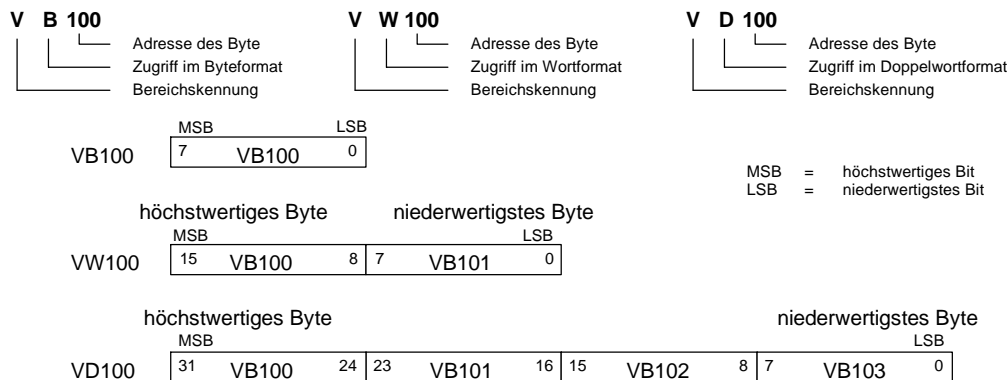 V B 100 V W 100 V D 100
Adresse des Byte Adresse des Byte Adresse des Byte
Zugriff im Byteformat Zugriff im Wortformat Zugriff im Doppelwortformat
Bereichskennung Bereichskennung Bereichskennung
MSB LSB
VB100 7 VB100 0
MSB = höchstwertiges Bit
LSB = niederwertigstes Bit
höchstwertiges Byte niederwertigstes Byte
MSB LSB
VW100 15 VB100 8 7 VB101 0
höchstwertiges Byte niederwertigstes Byte
MSB LSB
VD100 31 VB100 24 23 VB101 16 15 VB102 8 7 VB103 0